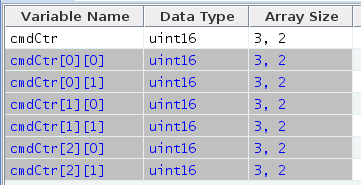 Variable Name Data Type Array Size
cmdCtr uint16 3, 2
cmdCtr[0][0] uint16 3, 2
cmdCtr[0][1] uint16 3, 2
cmdCtr[1][0] uint16 3, 2
cmdCtr[1][1] uint16 3, 2
cmdCtr[2][0] uint16 3, 2
cmdCtr[2][1] uint16 3, 2